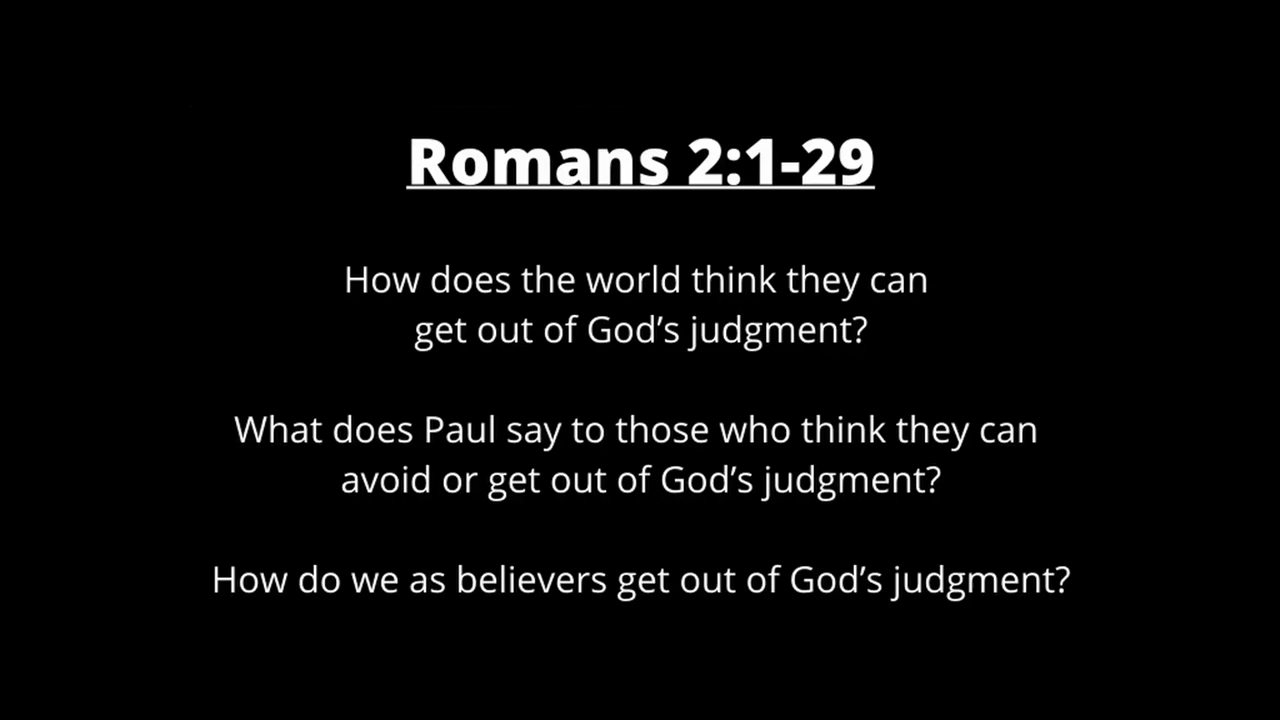 Romans 2:1-29
How does the world think they can
get out of God’s judgment?
What does Paul say to those who think they can
avoid or get out of God’s judgment?
How do we as believers get out of God’s judgment?